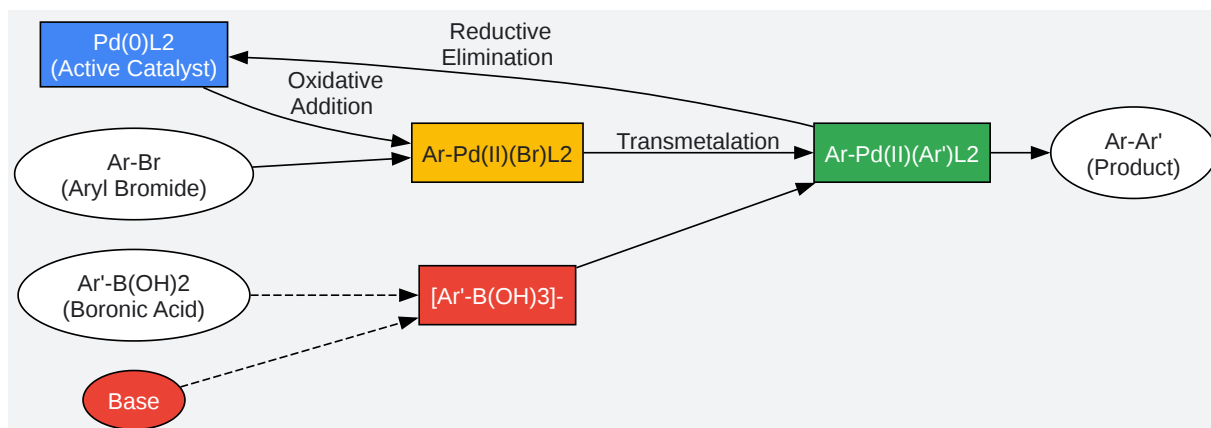 Pd(0)L2
(Active Catalyst)
Reductive
Elimination
Oxidative
Addition
Ar-Br
(Aryl Bromide)
Ar-Pd(II)(Br)L2
Transmetalation
Ar-Pd(II)(Ar')L2
Ar-Ar'
(Product)
Ar'-B(OH)2
(Boronic Acid)
[Ar'-B(OH)3]-
Base